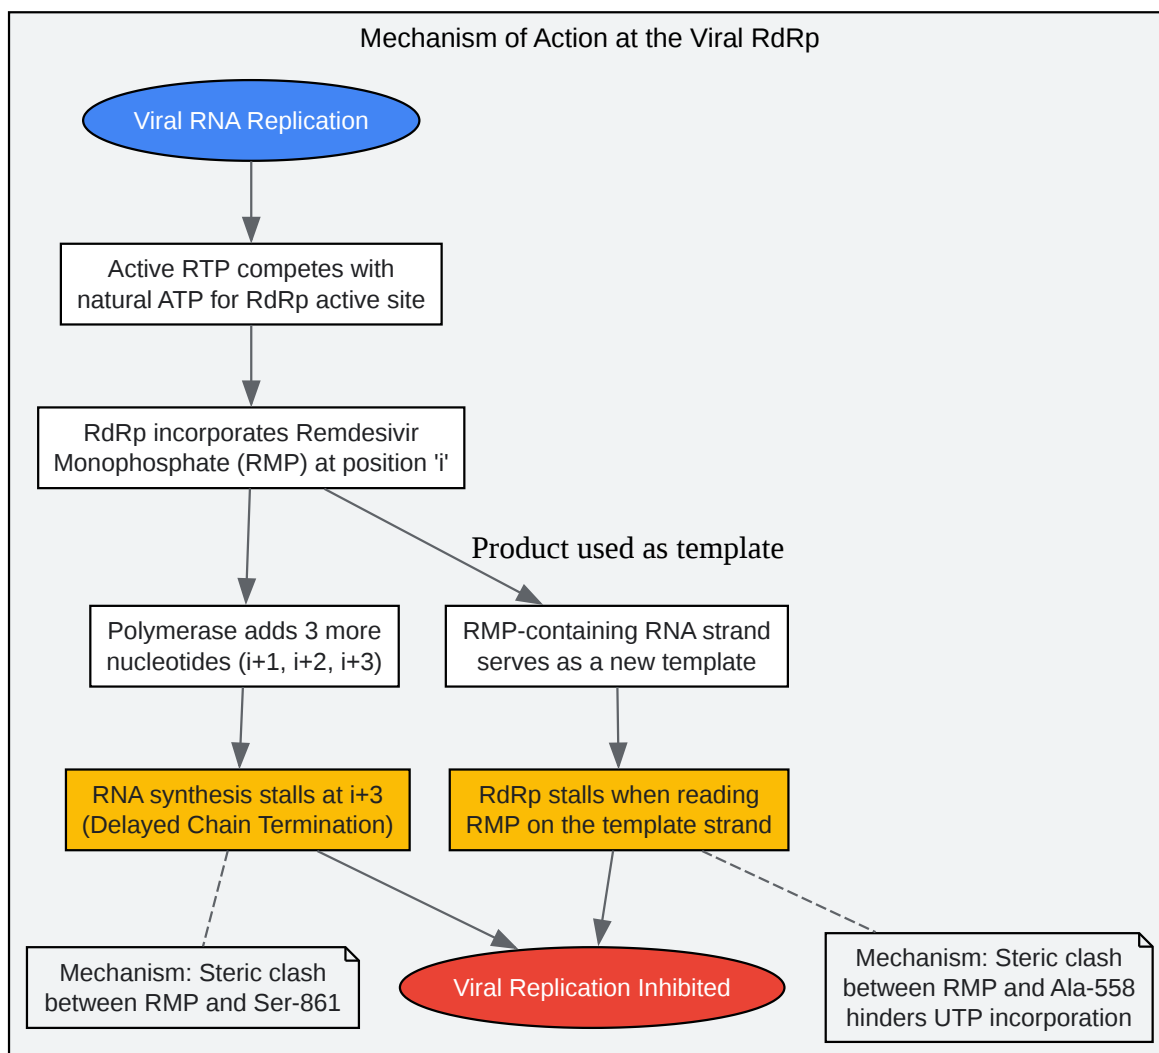 Mechanism of Action at the Viral RdRp
Viral RNA Replication
Active RTP competes with
natural ATP for RdRp active site
RdRp incorporates Remdesivir
Monophosphate (RMP) at position 'i'
Product used as template
Polymerase adds 3 more
nucleotides (i+1, i+2, i+3)
RMP-containing RNA strand
serves as a new template
RNA synthesis stalls at i+3
(Delayed Chain Termination)
RdRp stalls when reading
RMP on the template strand
Mechanism: Steric clash
between RMP and Ser-861
Viral Replication Inhibited
Mechanism: Steric clash
between RMP and Ala-558
hinders UTP incorporation